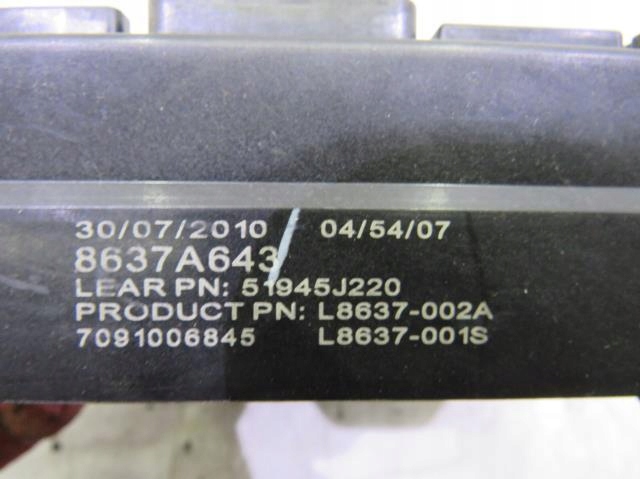 30/07/2010 04/54/07
8637A643
LEAR PN: 51945J220
PRODUCT PN: L8637-002A
7091006845 L8637-001S